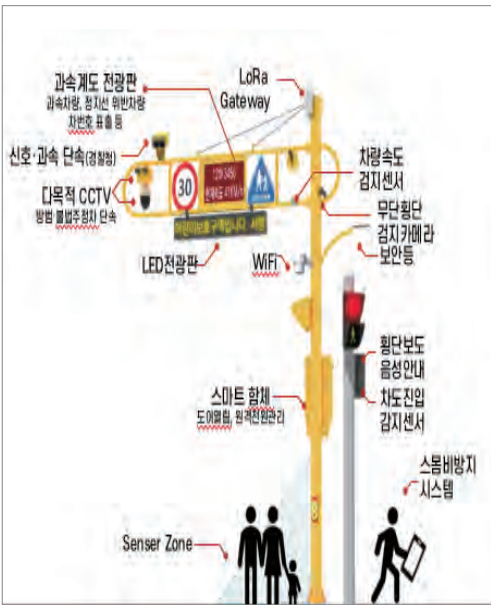 과속계도 전광판
과속차량, 정지선 위반차량
차번호 표출 등
LoRa
Gateway
신호·과속 단속(경찰청)
다목적 CCTV
방범·불법주정차 단속
30
차량속도
검지센서
무단횡단
검지카메라
보안등
LED전광판
WiFi
횡단보도
음성안내
차도진입
감지센서
스마트 함체
도어열림, 원격전원관리
스몸비방지
시스템
Senser Zone